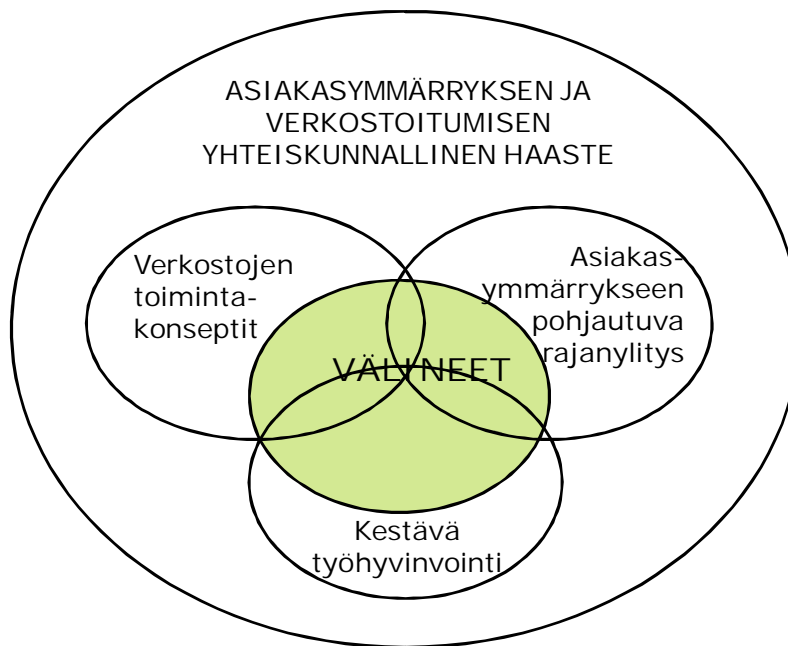 ASIAKASYMMÄRRYKSEN JA
VERKOSTOITUMISEN
YHTEISKUNNALLINEN HAASTE
Verkostojen
toiminta-
konseptit
Asiakas-
ymmärrykseen
pohjautuva
rajanylitys
VÄLINEET
Kestävä
työhyvinvointi